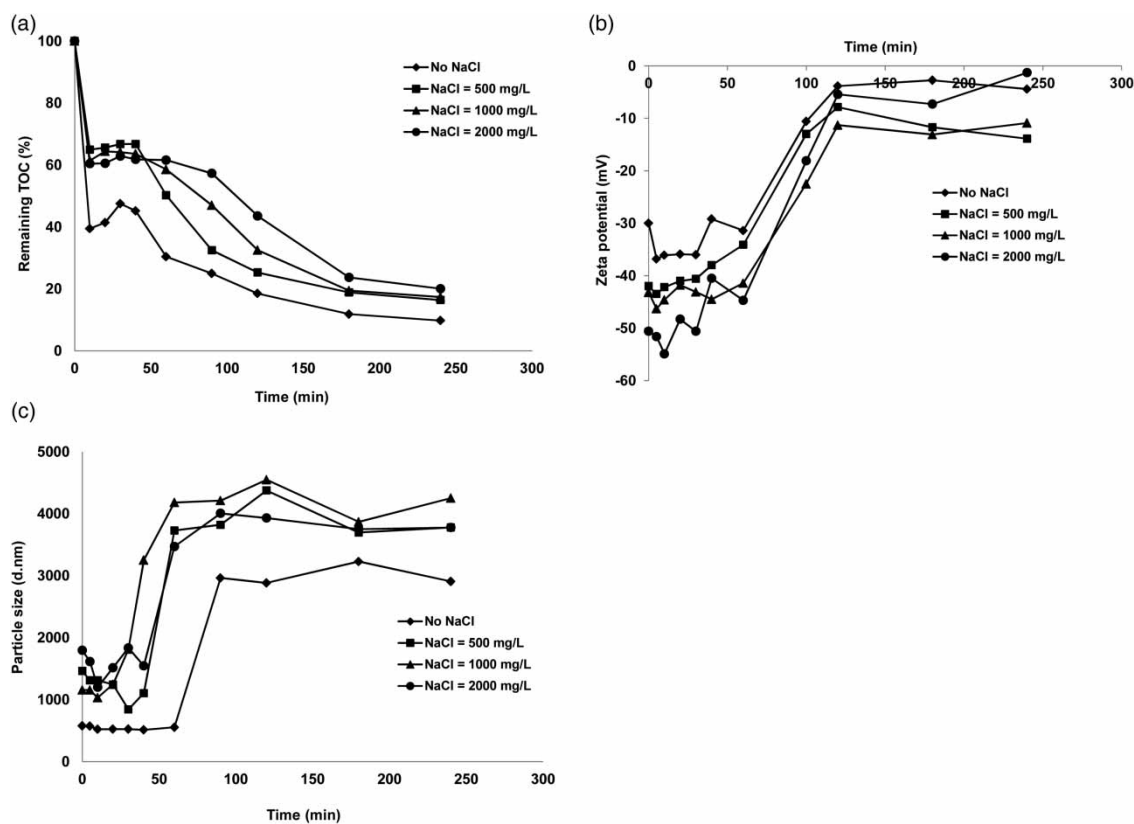 (a)
100
80
60
40
20
0
Remaining TOC (%)
No NaCl
NaCl = 500 mg/L
NaCl = 1000 mg/L
NaCl = 2000 mg/L
0 50 100 150 200 250 300
Time (min)
(b)
Time (min)
0 50 100 150 200 250 300
0
-10
-20
-30
-40
-50
-60
Zeta potential (mV)
No NaCl
NaCl = 500 mg/L
NaCl = 1000 mg/L
NaCl = 2000 mg/L
(c)
5000
4000
3000
2000
1000
0
Particle size (d.nm)
No NaCl
NaCl = 500 mg/L
NaCl = 1000 mg/L
NaCl = 2000 mg/L
0 50 100 150 200 250 300
Time (min)